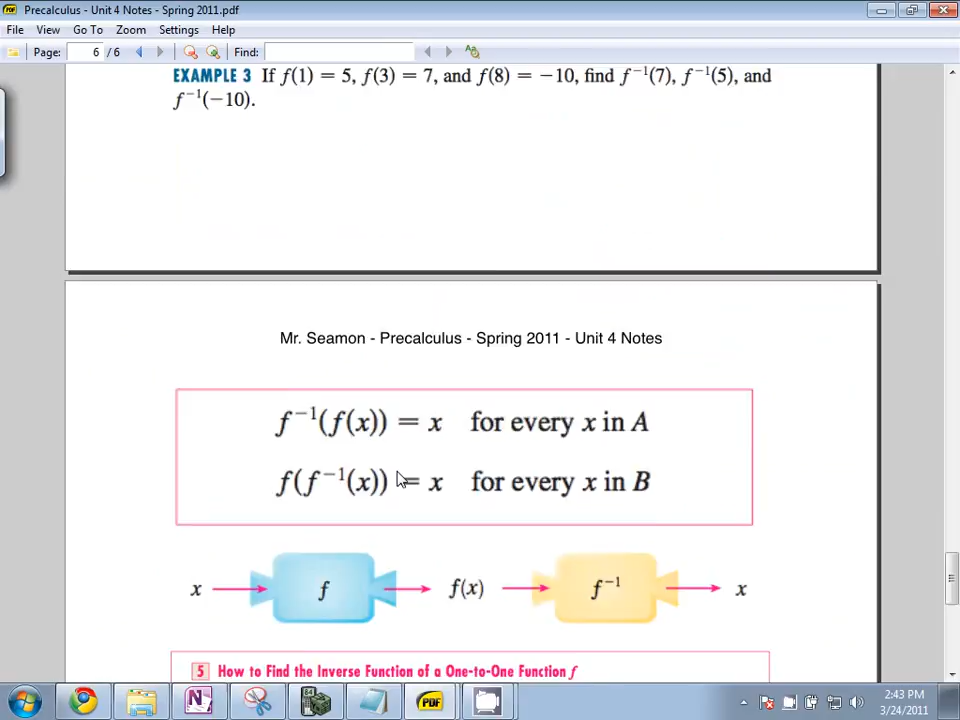 Precalculus - Unit 4 Notes - Spring 2011.pdf
File View Go To Zoom Settings Help
Page: 6 / 6 Find:
EXAMPLE 3 If f(1) = 5, f(3) = 7, and f(8) = −10, find f⁻¹(7), f⁻¹(5), and
f⁻¹(−10).
Mr. Seamon - Precalculus - Spring 2011 - Unit 4 Notes
f⁻¹(f(x)) = x for every x in A
f(f⁻¹(x)) = x for every x in B
x f f(x) f⁻¹ x
5 How to Find the Inverse Function of a One-to-One Function f
PDF
2:43 PM
3/24/2011